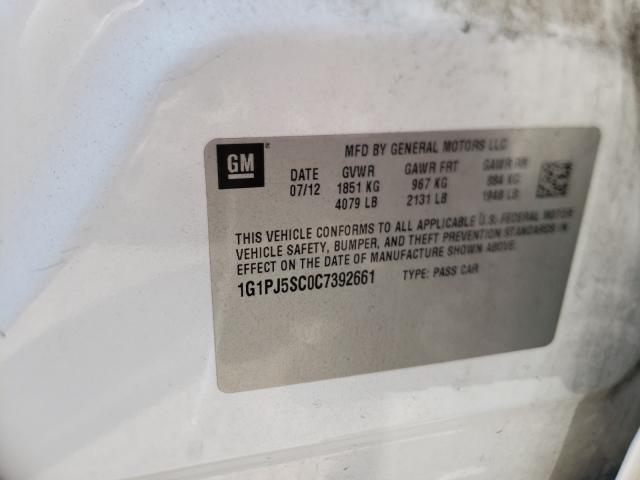 GM
MFD BY GENERAL MOTORS LLC
DATE GVWR GAWR FRT GAWR RR
07/12 1851 KG 967 KG 884 KG
4079 LB 2131 LB 1948 LB
THIS VEHICLE CONFORMS TO ALL APPLICABLE U.S. FEDERAL MOTOR
VEHICLE SAFETY, BUMPER, AND THEFT PREVENTION STANDARDS IN
EFFECT ON THE DATE OF MANUFACTURE SHOWN ABOVE.
1G1PJ5SC0C7392661 TYPE: PASS CAR